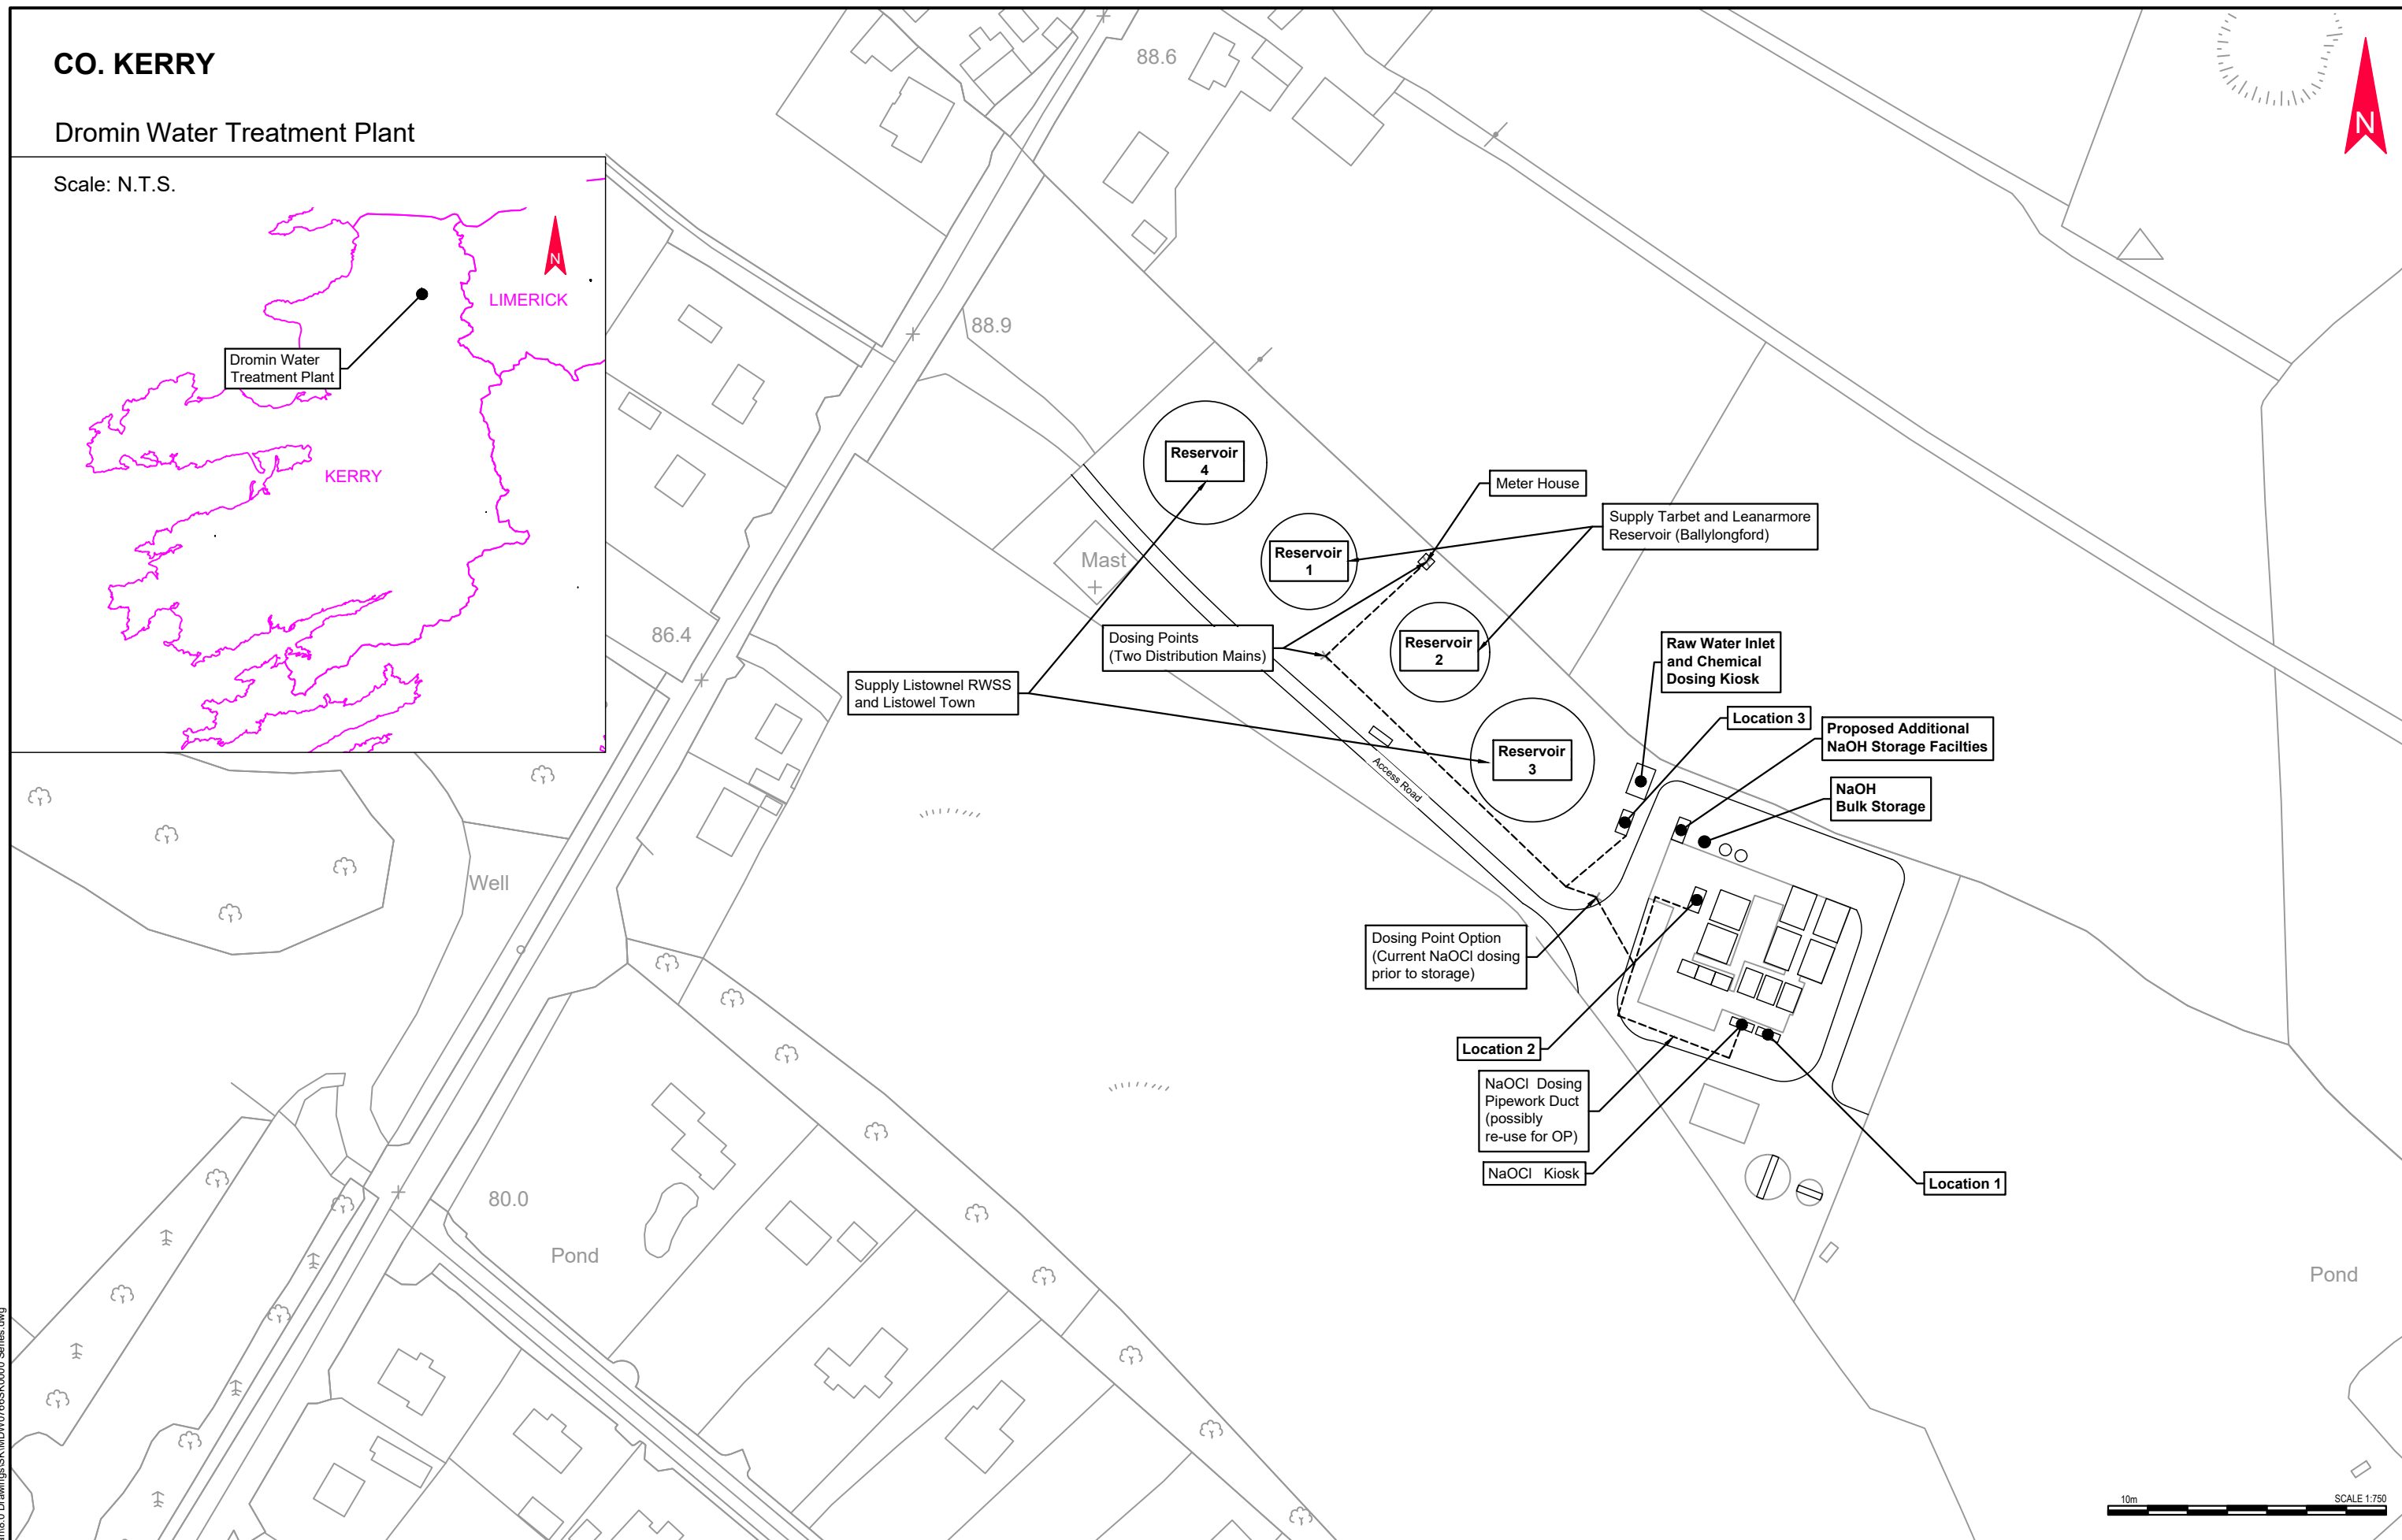 CO. KERRY
Dromin Water Treatment Plant
Scale: N.T.S.
N
LIMERICK
Dromin Water
Treatment Plant
KERRY
N
88.6
88.9
Reservoir
4
Meter House
Supply Tarbet and Leanarmore
Reservoir (Ballylongford)
Reservoir
1
Mast
86.4
Dosing Points
(Two Distribution Mains)
Reservoir
2
Raw Water Inlet
and Chemical
Dosing Kiosk
Supply Listownel RWSS
and Listowel Town
Location 3
Proposed Additional
NaOH Storage Facilties
Reservoir
3
Access Road
NaOH
Bulk Storage
Well
Dosing Point Option
(Current NaOCl dosing
prior to storage)
Location 2
NaOCl Dosing
Pipework Duct
(possibly
re-use for OP)
NaOCl Kiosk
Location 1
80.0
Pond
Pond
10m
SCALE 1:750